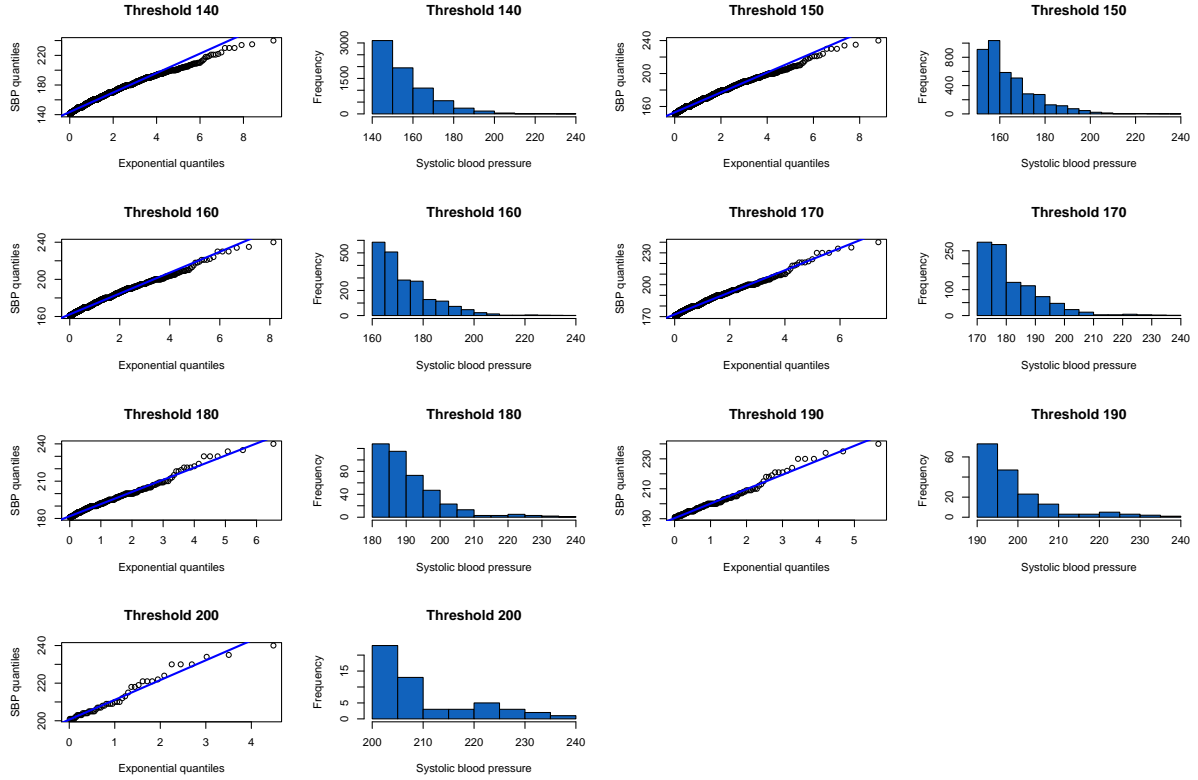 Threshold 140
SBP quantiles
220
180
140
0 2 4 6 8
Exponential quantiles
Threshold 140
Frequency
3000
1500
0
140 160 180 200 220 240
Systolic blood pressure
Threshold 150
SBP quantiles
240
200
160
0 2 4 6 8
Exponential quantiles
Threshold 150
Frequency
800
400
0
160 180 200 220 240
Systolic blood pressure
Threshold 160
SBP quantiles
240
200
160
0 2 4 6 8
Exponential quantiles
Threshold 160
Frequency
500
200
0
160 180 200 220 240
Systolic blood pressure
Threshold 170
SBP quantiles
230
200
170
0 2 4 6
Exponential quantiles
Threshold 170
Frequency
250
100
0
170 180 190 200 210 220 230 240
Systolic blood pressure
Threshold 180
SBP quantiles
240
210
180
0 1 2 3 4 5 6
Exponential quantiles
Threshold 180
Frequency
80
40
0
180 190 200 210 220 230 240
Systolic blood pressure
Threshold 190
SBP quantiles
230
210
190
0 1 2 3 4 5
Exponential quantiles
Threshold 190
Frequency
60
20
0
190 200 210 220 230 240
Systolic blood pressure
Threshold 200
SBP quantiles
240
220
200
0 1 2 3 4
Exponential quantiles
Threshold 200
Frequency
15
5
0
200 210 220 230 240
Systolic blood pressure